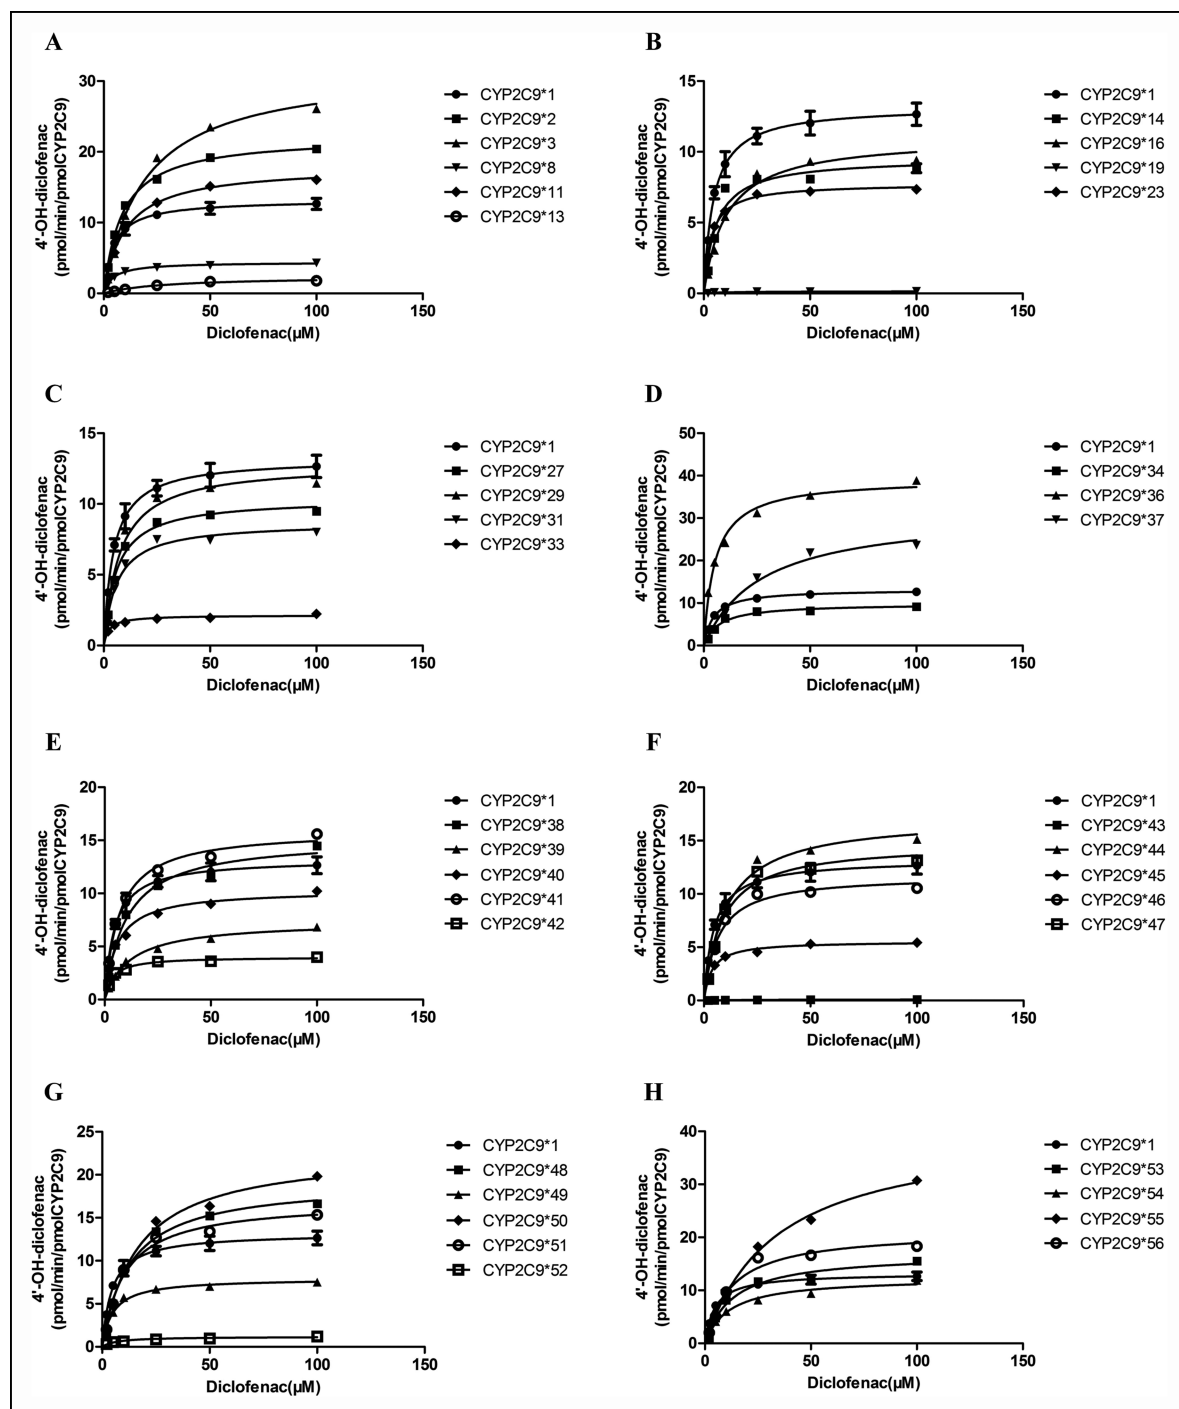 A
30
20
10
0
0
50
100
150
4'-OH-diclofenac
(pmol/min/pmolCYP2C9)
Diclofenac(µM)
CYP2C9*1
CYP2C9*2
CYP2C9*3
CYP2C9*8
CYP2C9*11
CYP2C9*13
B
15
10
5
0
0
50
100
150
4'-OH-diclofenac
(pmol/min/pmolCYP2C9)
Diclofenac(µM)
CYP2C9*1
CYP2C9*14
CYP2C9*16
CYP2C9*19
CYP2C9*23
C
15
10
5
0
0
50
100
150
4'-OH-diclofenac
(pmol/min/pmolCYP2C9)
Diclofenac(µM)
CYP2C9*1
CYP2C9*27
CYP2C9*29
CYP2C9*31
CYP2C9*33
D
50
40
30
20
10
0
0
50
100
150
4'-OH-diclofenac
(pmol/min/pmolCYP2C9)
Diclofenac(µM)
CYP2C9*1
CYP2C9*34
CYP2C9*36
CYP2C9*37
E
20
15
10
5
0
0
50
100
150
4'-OH-diclofenac
(pmol/min/pmolCYP2C9)
Diclofenac(µM)
CYP2C9*1
CYP2C9*38
CYP2C9*39
CYP2C9*40
CYP2C9*41
CYP2C9*42
F
20
15
10
5
0
0
50
100
150
4'-OH-diclofenac
(pmol/min/pmolCYP2C9)
Diclofenac(µM)
CYP2C9*1
CYP2C9*43
CYP2C9*44
CYP2C9*45
CYP2C9*46
CYP2C9*47
G
25
20
15
10
5
0
0
50
100
150
4'-OH-diclofenac
(pmol/min/pmolCYP2C9)
Diclofenac(µM)
CYP2C9*1
CYP2C9*48
CYP2C9*49
CYP2C9*50
CYP2C9*51
CYP2C9*52
H
40
30
20
10
0
0
50
100
150
4'-OH-diclofenac
(pmol/min/pmolCYP2C9)
Diclofenac(µM)
CYP2C9*1
CYP2C9*53
CYP2C9*54
CYP2C9*55
CYP2C9*56